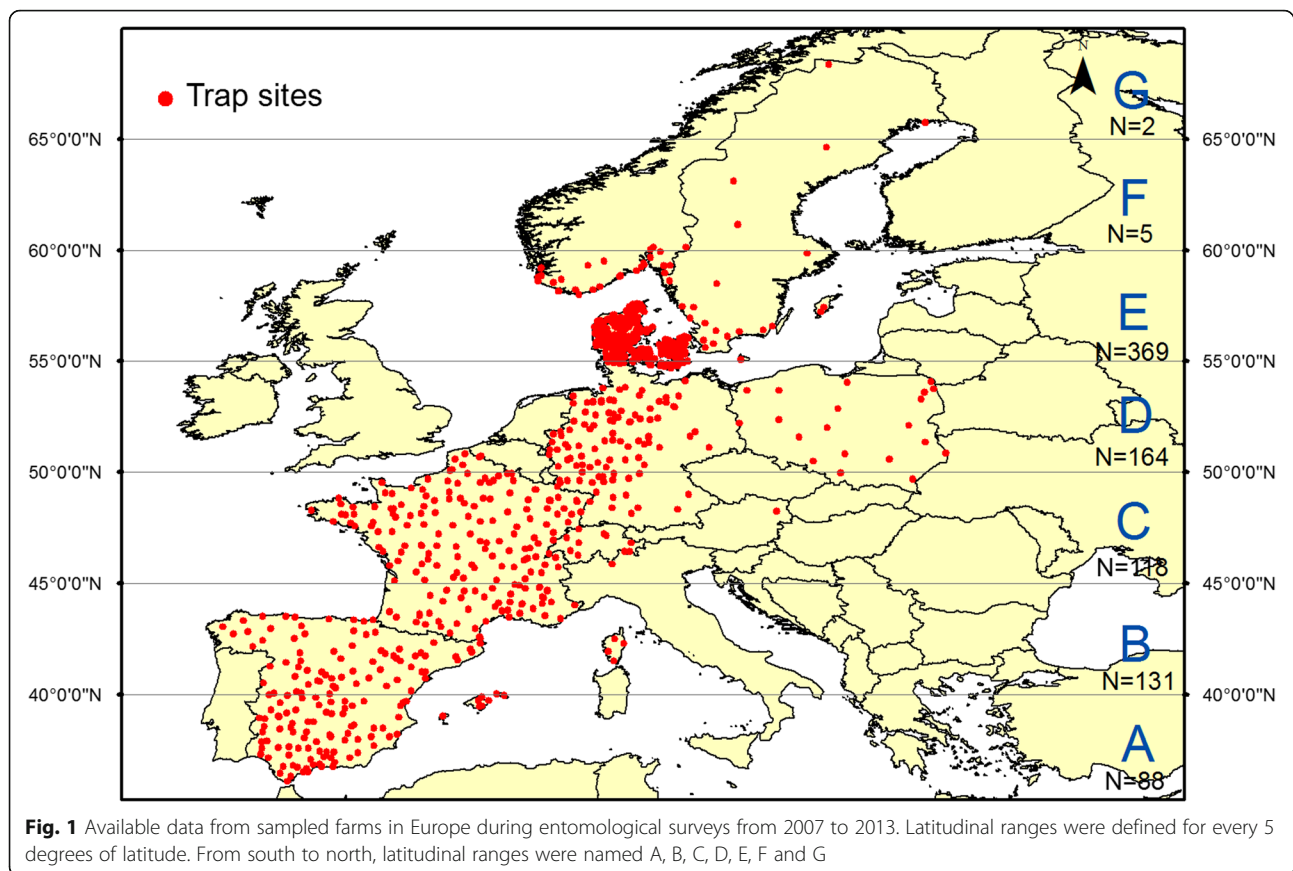 Trap sites
N
G
N=2
65°0'0"N
65°0'0"N
F
N=5
60°0'0"N
60°0'0"N
E
N=369
55°0'0"N
55°0'0"N
D
N=164
50°0'0"N
50°0'0"N
C
N=118
45°0'0"N
45°0'0"N
B
N=131
40°0'0"N
40°0'0"N
A
N=88
Fig. 1 Available data from sampled farms in Europe during entomological surveys from 2007 to 2013. Latitudinal ranges were defined for every 5
degrees of latitude. From south to north, latitudinal ranges were named A, B, C, D, E, F and G